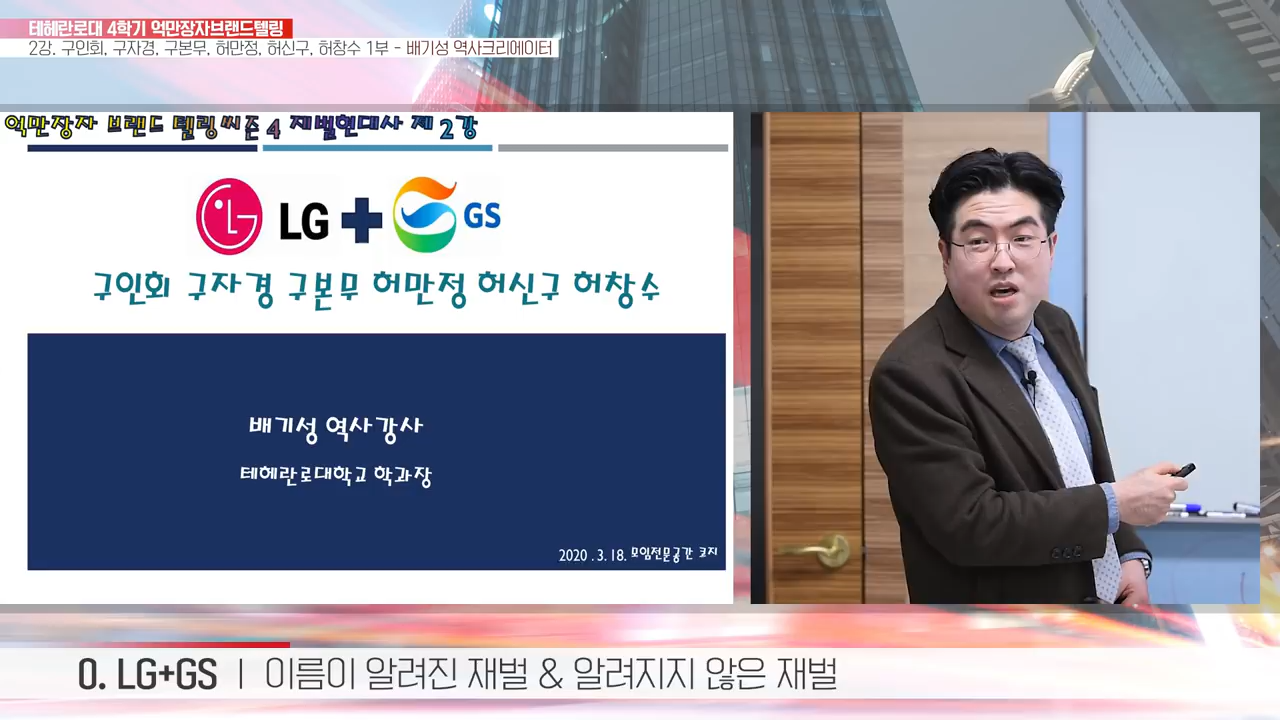 테헤란로대 4학기 억만장자브랜드텔링
2강. 구인회, 구자경, 구본무, 허만정, 허신구, 허창수 1부 - 배기성 역사크리에이터
억만장자 브랜드 텔링씨즌 4 재벌현대사 제 2강
LG LG GS
구인회 구자경 구본무 허만정 허신구 허창수
배기성 역사강사
테헤란로대학교 학과장
2020 . 3. 18. 모임전문공간 코지
0. LG+GS | 이름이 알려진 재벌 & 알려지지 않은 재벌